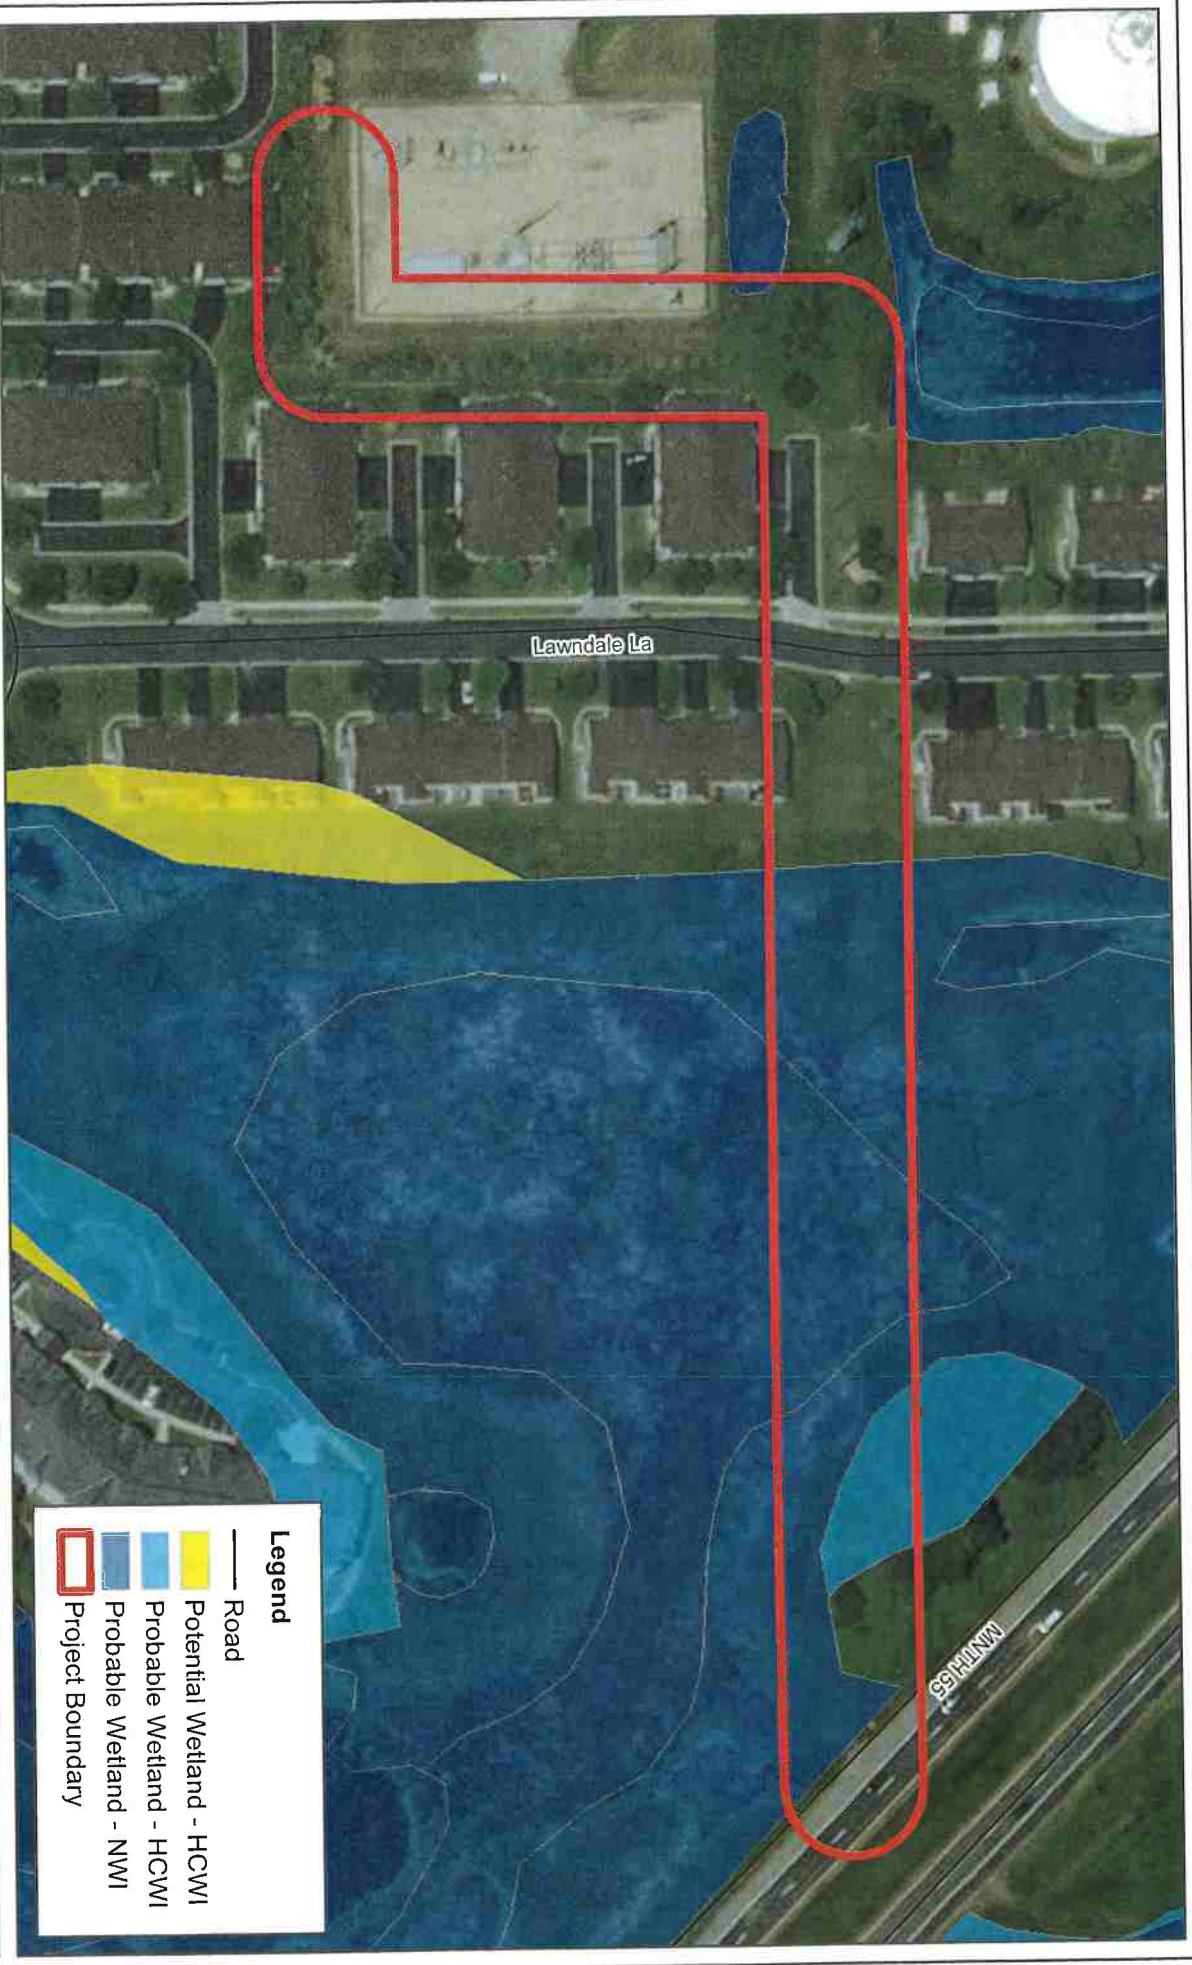 Lawndale La
MNTH 55
Legend
Road
Potential Wetland - HCWI
Probable Wetland - HCWI
Probable Wetland - NWI
Project Boundary